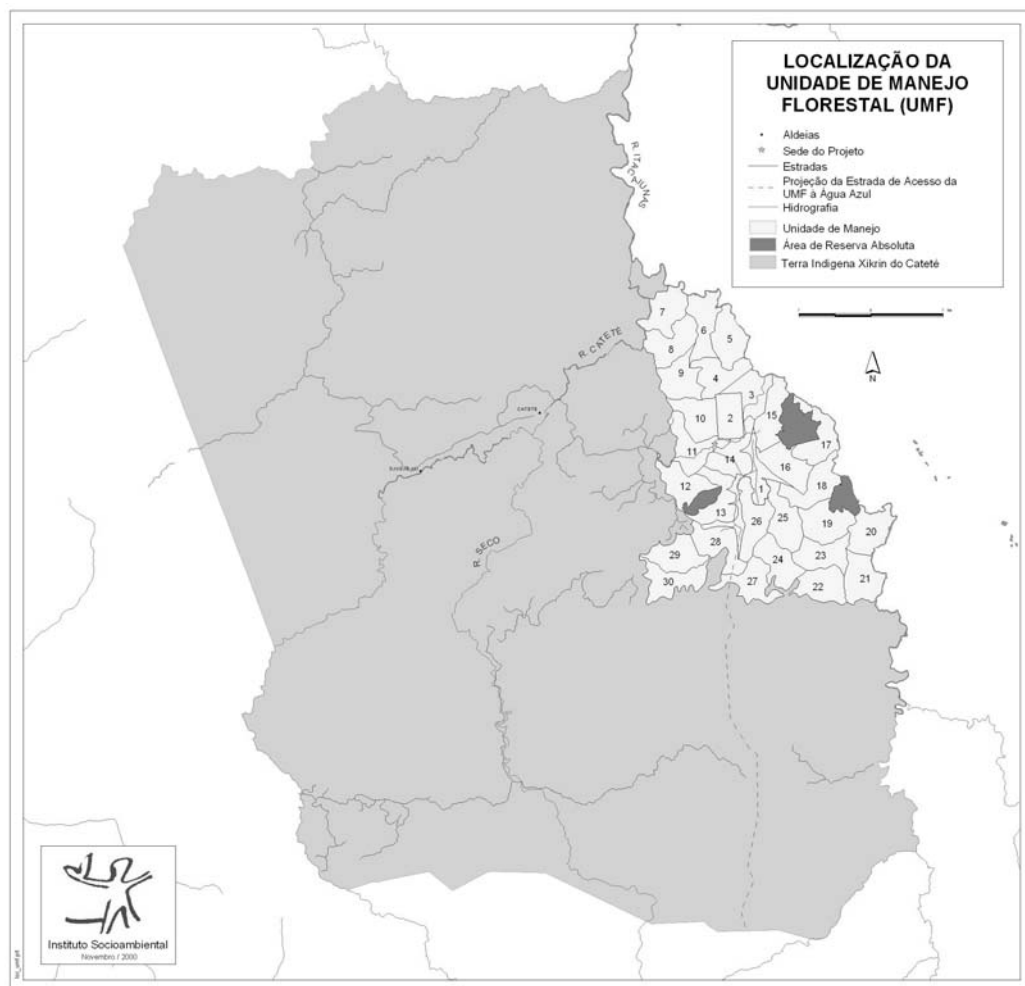 LOCALIZAÇÃO DA
UNIDADE DE MANEJO
FLORESTAL (UMF)
Aldeias
Sede do Projeto
Estradas
Projeção da Estrada de Acesso da
UMF à Água Azul
Hidrografia
Unidade de Manejo
Área de Reserva Absoluta
Terra Indígena Xikrin do Cateté
N
R. ITACAIUNAS
R. CATETE
CATETE
R. SECO
7
6
5
8
9
4
3
10
2
15
17
11
14
16
12
1
18
13
26
25
19
20
28
29
24
23
30
27
22
21
Instituto Socioambiental
Novembro / 2000